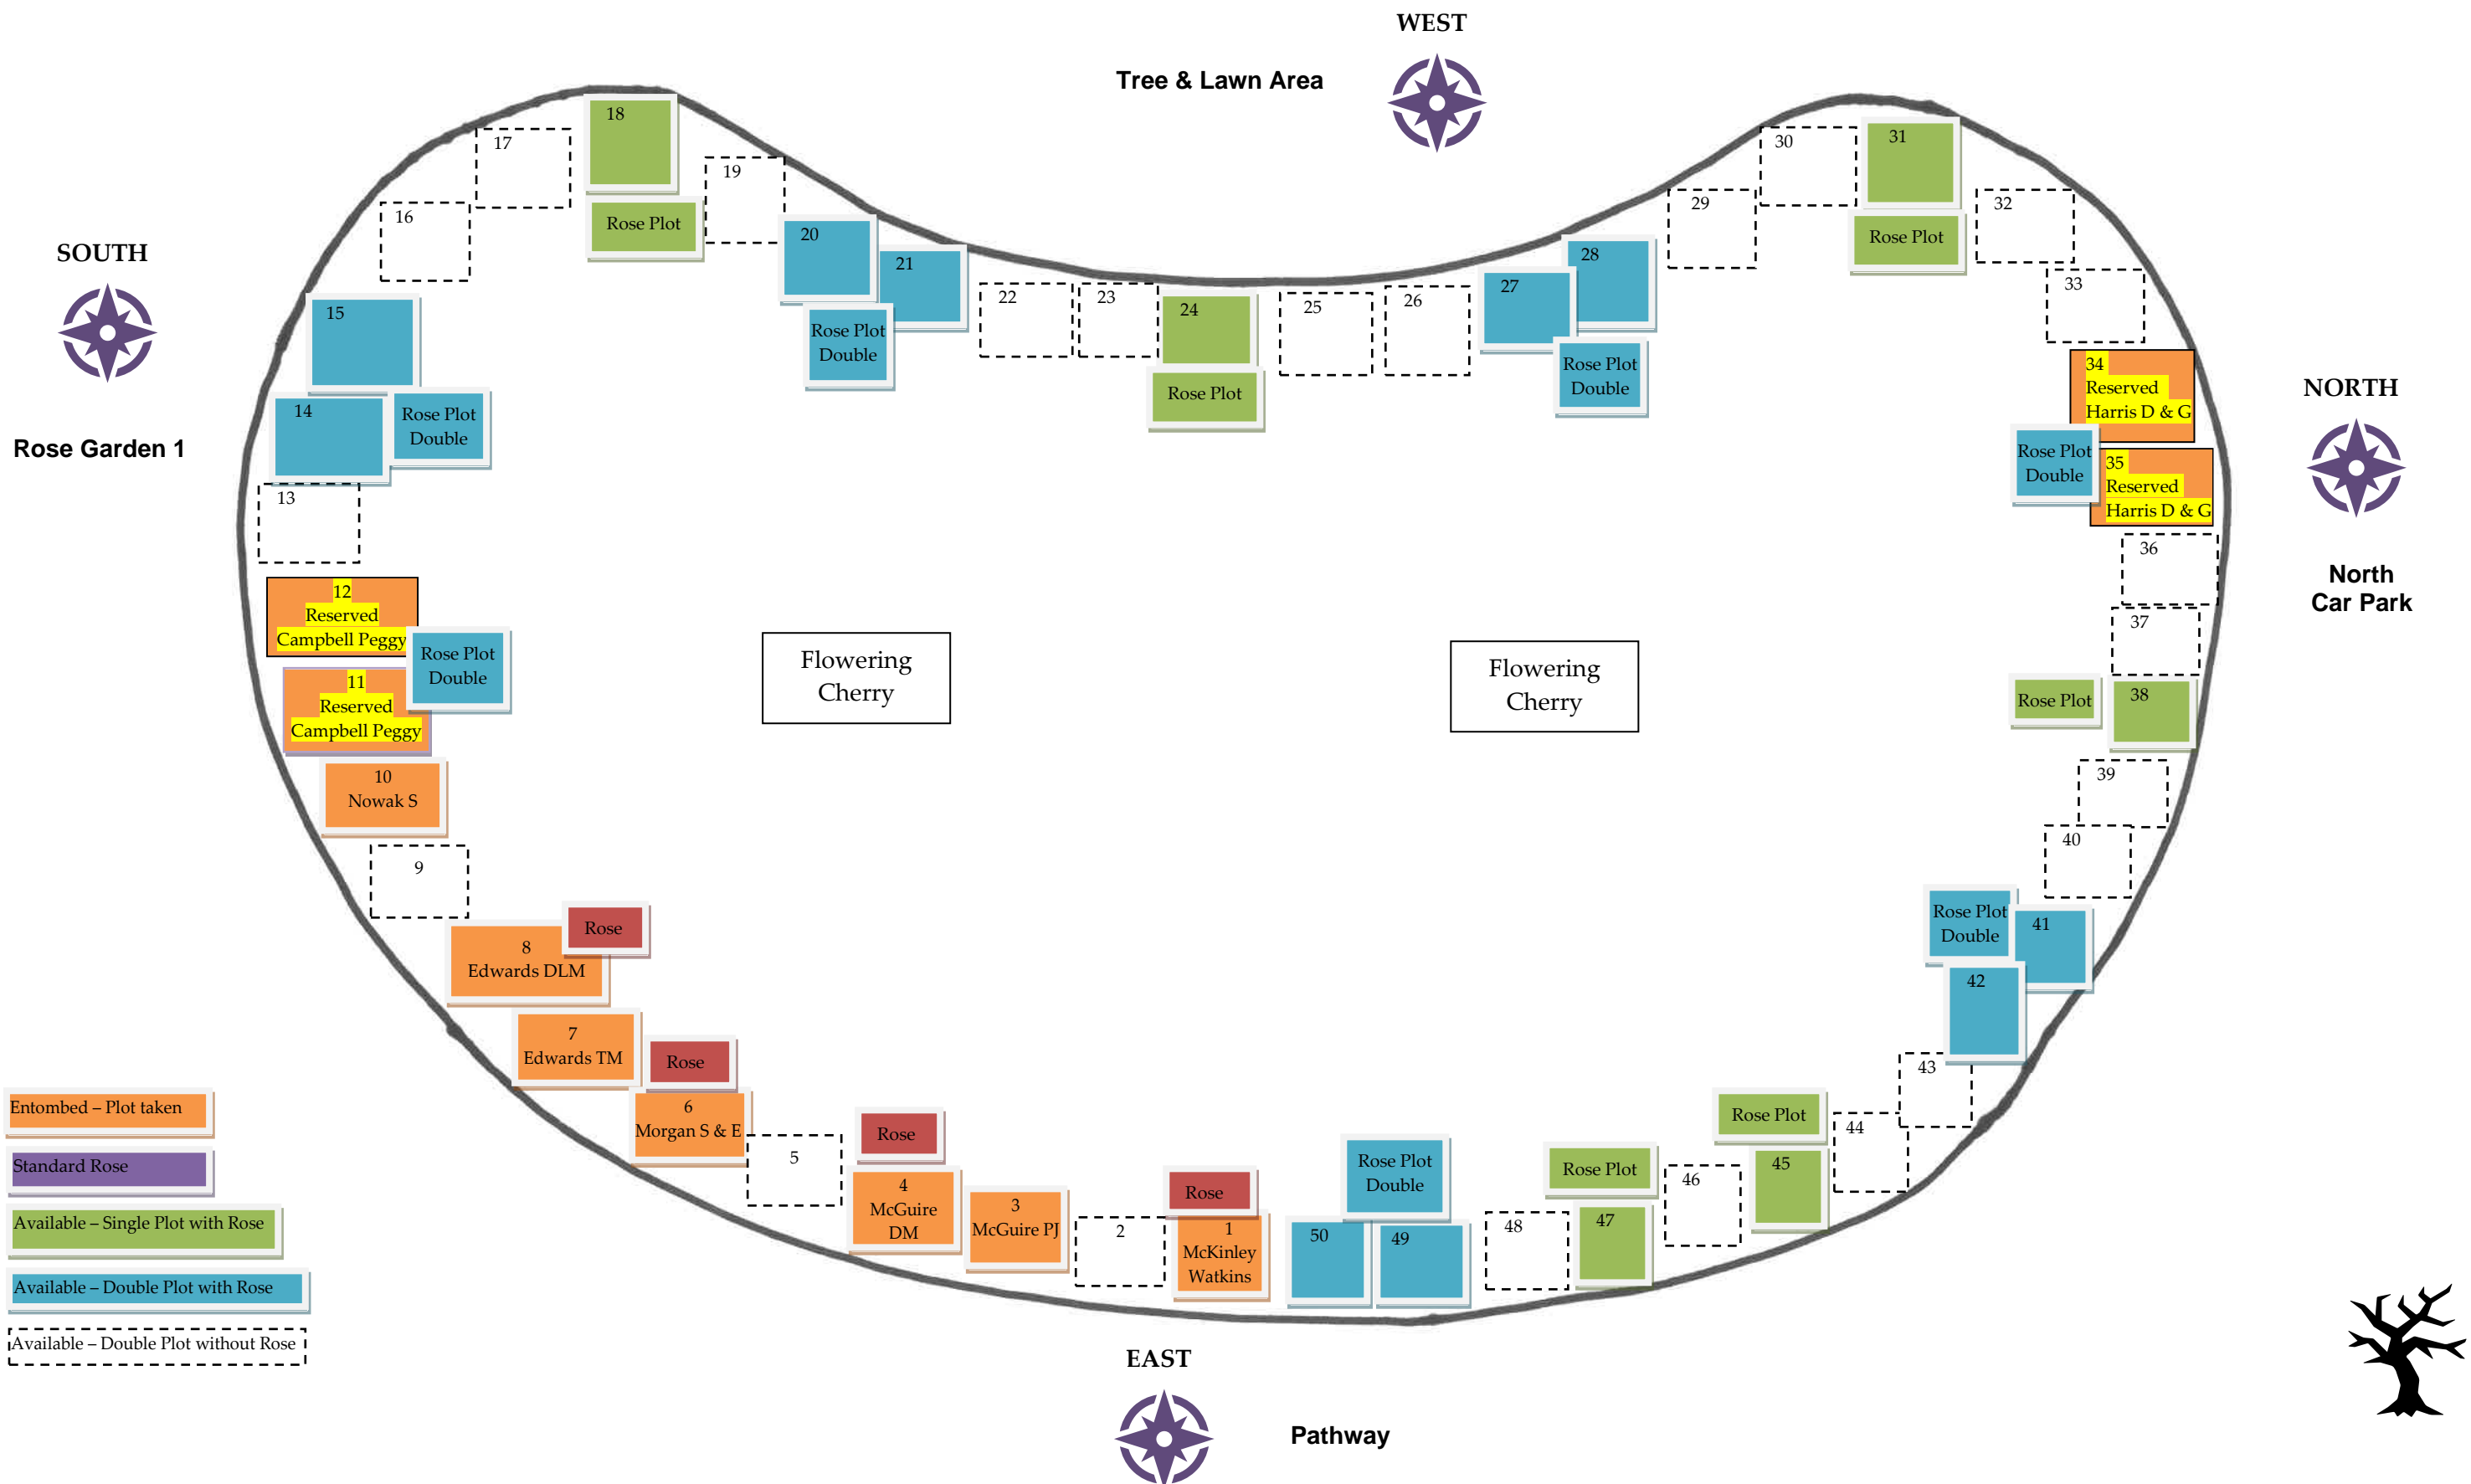 WEST
Tree & Lawn Area
SOUTH
Rose Garden 1
NORTH
North
Car Park
EAST
Pathway
18
Rose Plot
17
16
19
20
21
Rose Plot
Double
22
23
24
Rose Plot
25
26
27
28
Rose Plot
Double
29
30
31
Rose Plot
32
33
34
Reserved
Harris D & G
Rose Plot
Double
35
Reserved
Harris D & G
36
37
Rose Plot
38
39
40
Rose Plot
Double
41
42
43
44
Rose Plot
45
46
Rose Plot
47
48
Rose Plot
Double
49
50
Rose
1
McKinley
Watkins
2
3
McGuire PJ
Rose
4
McGuire
DM
5
Rose
6
Morgan S & E
7
Edwards TM
Rose
8
Edwards DLM
9
10
Nowak S
11
Reserved
Campbell Peggy
Rose Plot
Double
12
Reserved
Campbell Peggy
13
14
Rose Plot
Double
15
Flowering
Cherry
Flowering
Cherry
Entombed – Plot taken
Standard Rose
Available – Single Plot with Rose
Available – Double Plot with Rose
Available – Double Plot without Rose